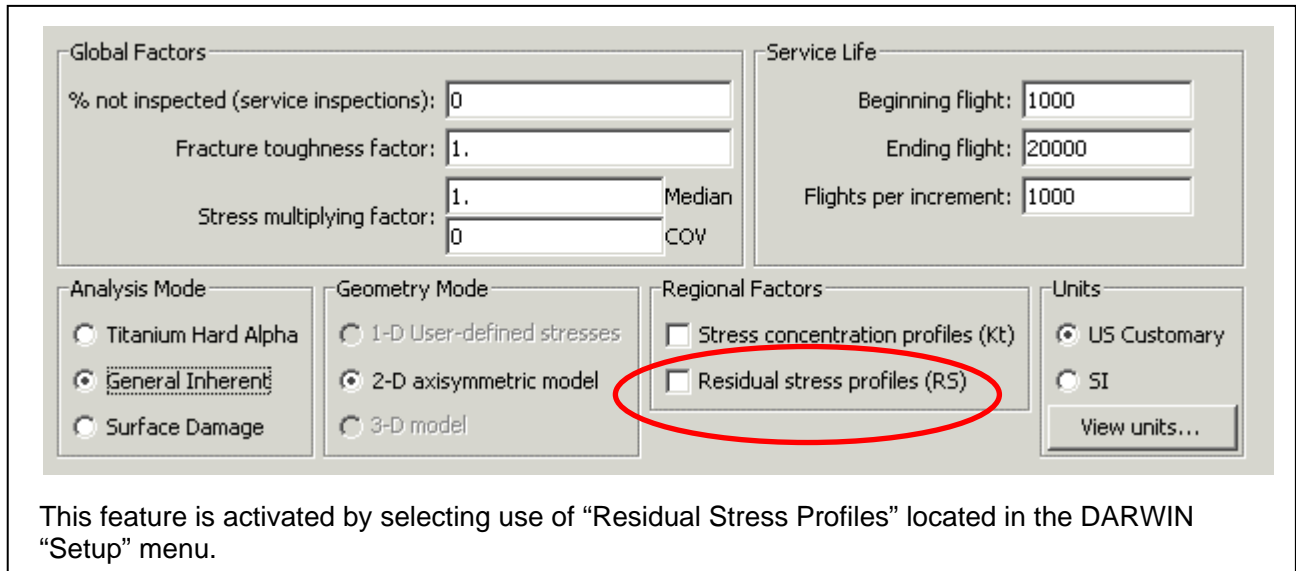 Global Factors
% not inspected (service inspections): 0
Fracture toughness factor: 1.
Stress multiplying factor:
1. Median
0 COV
Service Life
Beginning flight: 1000
Ending flight: 20000
Flights per increment: 1000
Analysis Mode
Titanium Hard Alpha
General Inherent
Surface Damage
Geometry Mode
1-D User-defined stresses
2-D axisymmetric model
3-D model
Regional Factors
Stress concentration profiles (Kt)
Residual stress profiles (RS)
Units
US Customary
SI
View units...
This feature is activated by selecting use of “Residual Stress Profiles” located in the DARWIN
“Setup” menu.